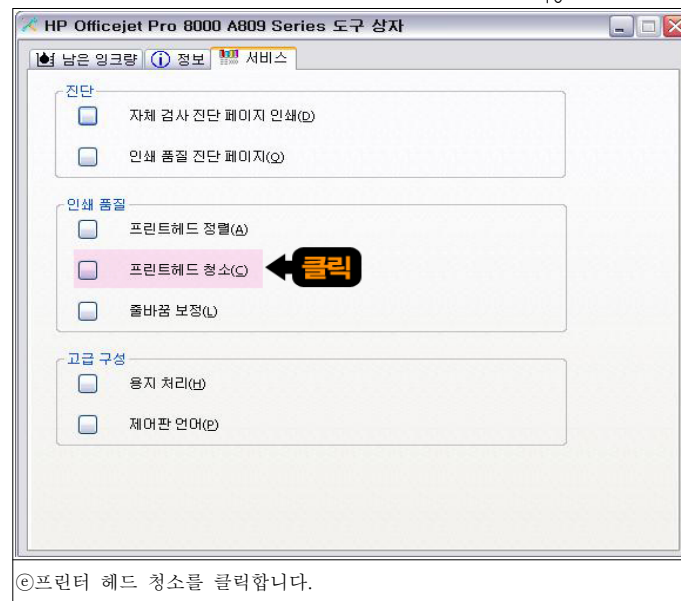 HP Officejet Pro 8000 A809 Series 도구 상자
남은 잉크량 정보 서비스
진단
자체 검사 진단 페이지 인쇄(D)
인쇄 품질 진단 페이지(Q)
인쇄 품질
프린트헤드 정렬(A)
프린트헤드 청소(C) 클릭
줄바꿈 보정(L)
고급 구성
용지 처리(H)
제어판 언어(P)
ⓔ프린터 헤드 청소를 클릭합니다.